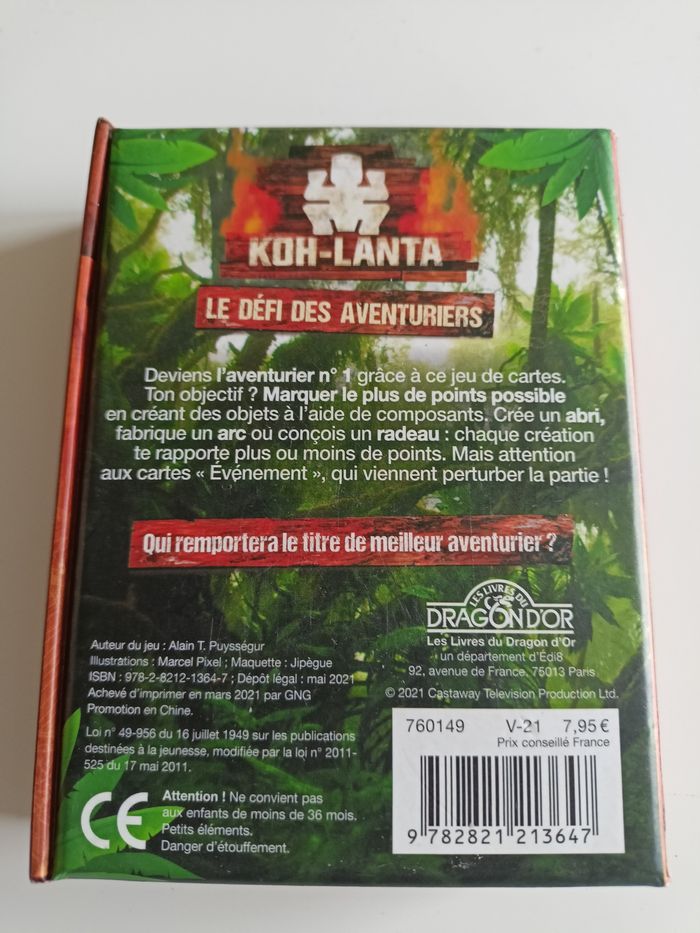 KOH-LANTA
LE DÉFI DES AVENTURIERS
Deviens l'aventurier n° 1 grâce à ce jeu de cartes.
Ton objectif ? Marquer le plus de points possible
en créant des objets à l'aide de composants. Crée un abri,
fabrique un arc où conçois un radeau : chaque création
te rapporte plus ou moins de points. Mais attention
aux cartes « Événement », qui viennent perturber la partie !
Qui remportera le titre de meilleur aventurier ?
LES LIVRES DU
DRAGON D'OR
Les Livres du Dragon d'Or
un département d'Édi8
92, avenue de France, 75013 Paris
© 2021 Castaway Television Production Ltd.
Auteur du jeu : Alain T. Puysségur
Illustrations : Marcel Pixel ; Maquette : Jipègue
ISBN : 978-2-8212-1364-7 ; Dépôt légal : mai 2021
Achevé d'imprimer en mars 2021 par GNG
Promotion en Chine.
Loi n° 49-956 du 16 juillet 1949 sur les publications
destinées à la jeunesse, modifiée par la loi n° 2011-
525 du 17 mai 2011.
CE
Attention ! Ne convient pas
aux enfants de moins de 36 mois.
Petits éléments.
Danger d'étouffement.
760149 V-21 7,95 €
Prix conseillé France
9 782821 213647